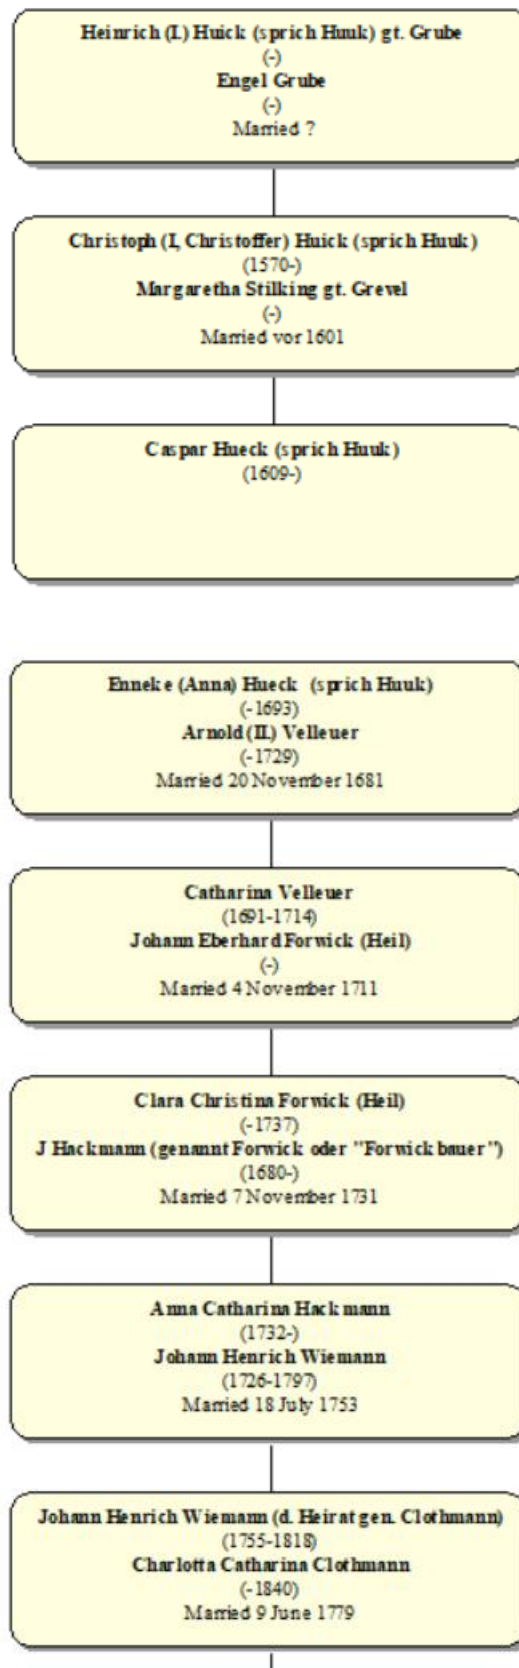 Heinrich (I.) Huick (sprich Huuk) gt. Grube
(-)
Engel Grube
(-)
Married ?
Christoph (I, Christoffer) Huick (sprich Huuk)
(1570-)
Margaretha Stilking gt. Grevel
(-)
Married vor 1601
Caspar Hueck (sprich Huuk)
(1609-)
Enneke (Anna) Hueck (sprich Huuk)
(-1693)
Arnold (II.) Velleuer
(-1729)
Married 20 November 1681
Catharina Velleuer
(1691-1714)
Johann Eberhard Forwick (Heil)
(-)
Married 4 November 1711
Clara Christina Forwick (Heil)
(-1737)
J Hackmann (genannt Forwick oder "Forwickbauer")
(1680-)
Married 7 November 1731
Anna Catharina Hackmann
(1732-)
Johann Henrich Wiemann
(1726-1797)
Married 18 July 1753
Johann Henrich Wiemann (d. Heirat gen. Clothmann)
(1755-1818)
Charlotta Catharina Clothmann
(-1840)
Married 9 June 1779